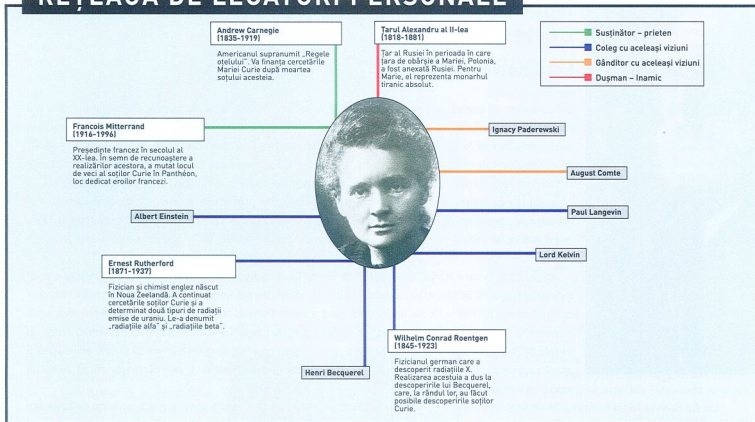 REȚEAUA DE LEGĂTURI PERSONALE
Andrew Carnegie
(1835-1919)
Americanul supranumit „Regele
oțelului”. Va finanța cercetările
Mariei Curie după moartea
soțului acesteia.
Țarul Alexandru al II-lea
(1818-1881)
Țar al Rusiei în perioada în care
țara de obârșie a Mariei, Polonia,
a fost anexată Rusiei. Pentru
Marie, el reprezenta monarhul
tiranic absolut.
Susținător – prieten
Coleg cu aceleași viziuni
Gânditor cu aceleași viziuni
Dușman – Inamic
Francois Mitterrand
(1916-1996)
Președinte francez în secolul al
XX-lea. În semn de recunoaștere a
realizărilor acestora, a mutat locul
de veci al soților Curie în Panthéon,
loc dedicat eroilor francezi.
Ignacy Paderewski
August Comte
Albert Einstein
Paul Langevin
Lord Kelvin
Ernest Rutherford
(1871-1937)
Fizician și chimist englez născut
în Noua Zeelandă. A continuat
cercetările soților Curie și a
determinat două tipuri de radiații
emise de uraniu. Le-a denumit
„radiațiile alfa” și „radiațiile beta”.
Henri Becquerel
Wilhelm Conrad Roentgen
(1845-1923)
Fizicianul german care a
descoperit radiațiile X.
Realizarea acestuia a dus la
descoperirile lui Becquerel,
care, la rândul lor, au făcut
posibile descoperirile soților
Curie.